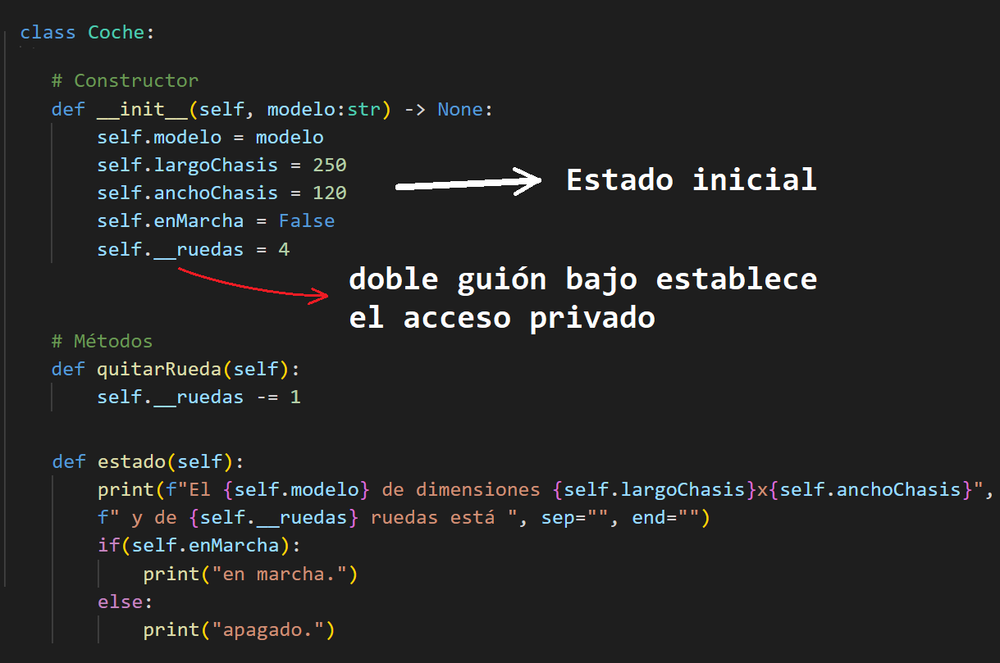 class Coche:
# Constructor
def __init__(self, modelo:str) -> None:
self.modelo = modelo
self.largoChasis = 250
self.anchoChasis = 120
Estado inicial
self.enMarcha = False
self.__ruedas = 4
doble guión bajo establece
el acceso privado
# Métodos
def quitarRueda(self):
self.__ruedas -= 1
def estado(self):
print(f"El {self.modelo} de dimensiones {self.largoChasis}x{self.anchoChasis}",
f" y de {self.__ruedas} ruedas está ", sep="", end="")
if(self.enMarcha):
print("en marcha.")
else:
print("apagado.")